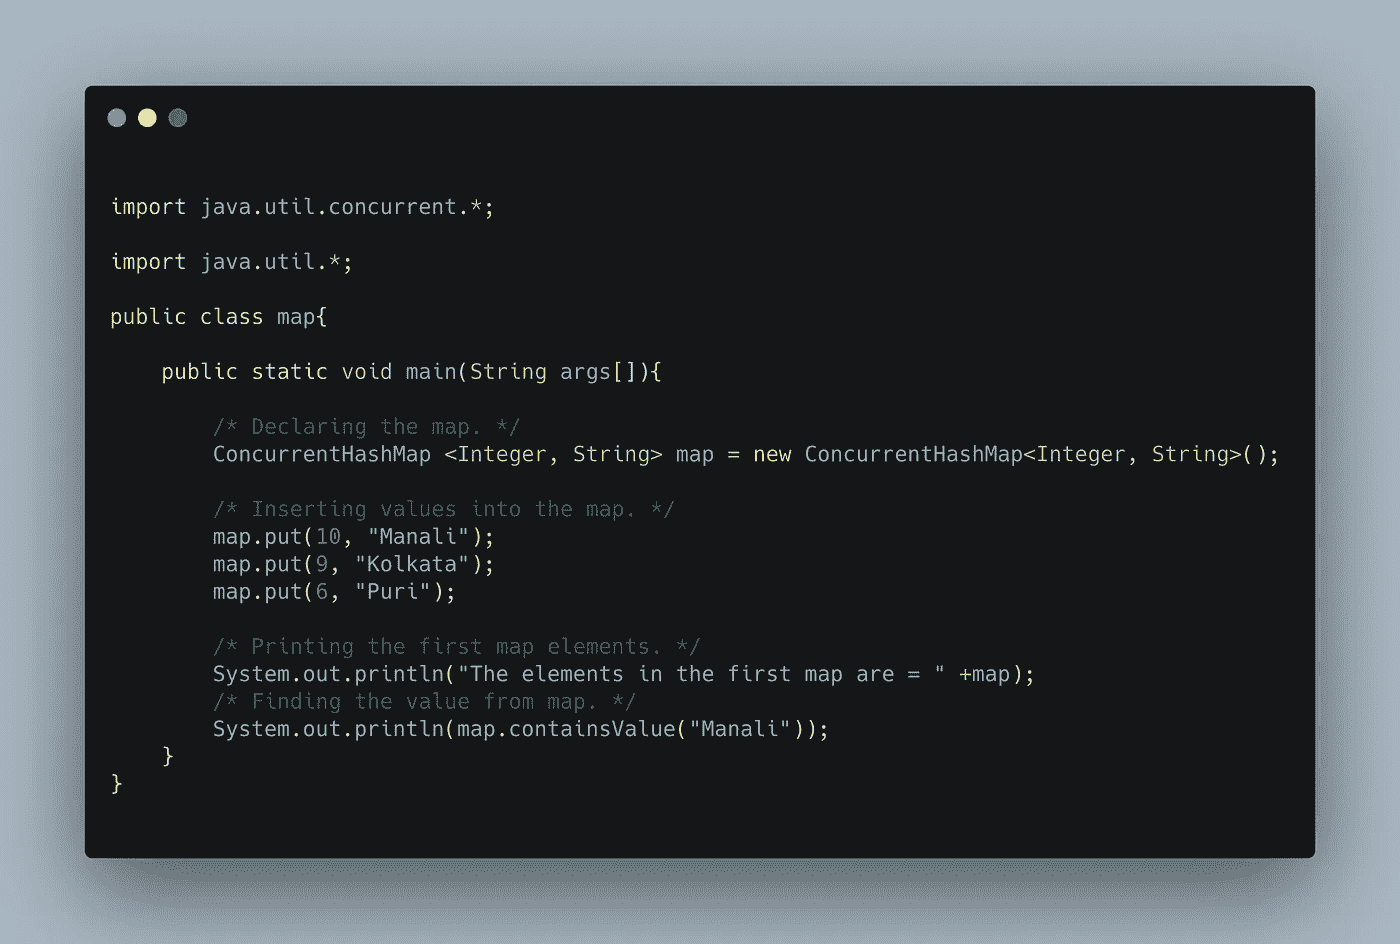 import java.util.concurrent.*;
import java.util.*;
public class map{
    public static void main(String args[]){
        /* Declaring the map. */
        ConcurrentHashMap <Integer, String> map = new ConcurrentHashMap<Integer, String>();
        /* Inserting values into the map. */
        map.put(10, "Manali");
        map.put(9, "Kolkata");
        map.put(6, "Puri");
        /* Printing the first map elements. */
        System.out.println("The elements in the first map are = " +map);
        /* Finding the value from map. */
        System.out.println(map.containsValue("Manali"));
    }
}